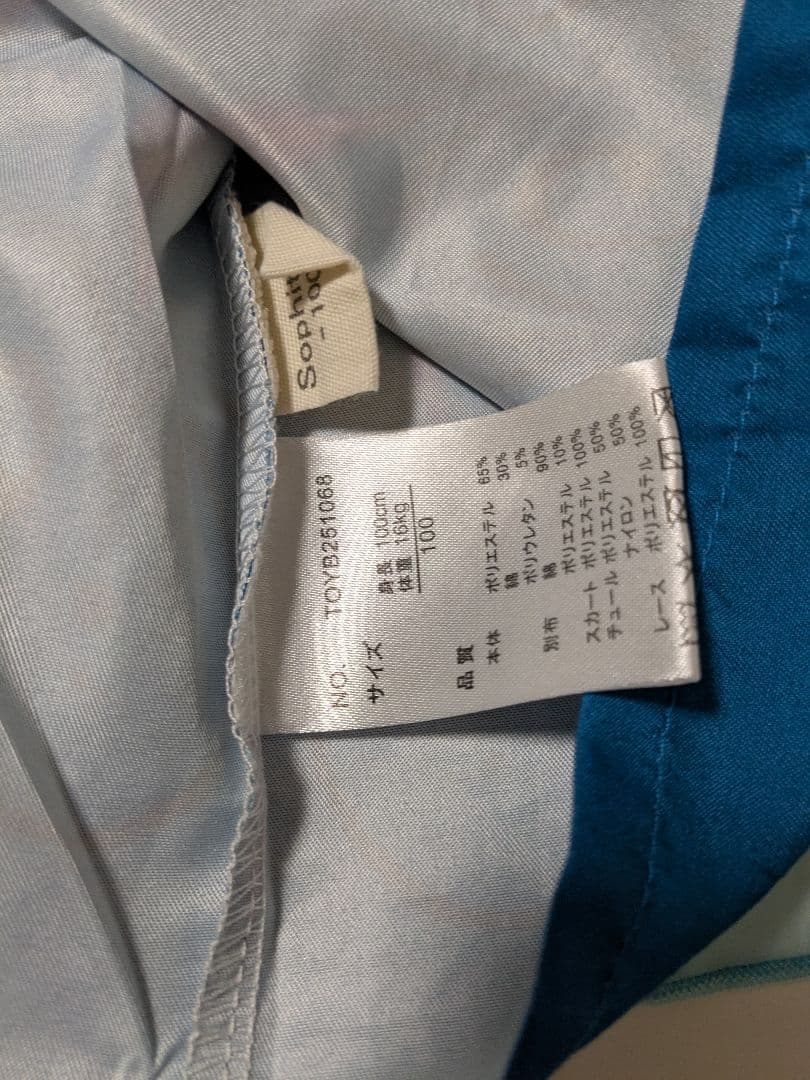 NO. TOYB251068
サイズ 身長 100cm
体重 16kg
100
品質
本体 ポリエステル 65%
綿 30%
ポリウレタン 5%
別布 綿 90%
ポリエステル 10%
スカート ポリエステル 100%
チュール ポリエステル 50%
ナイロン 50%
レース ポリエステル 100%